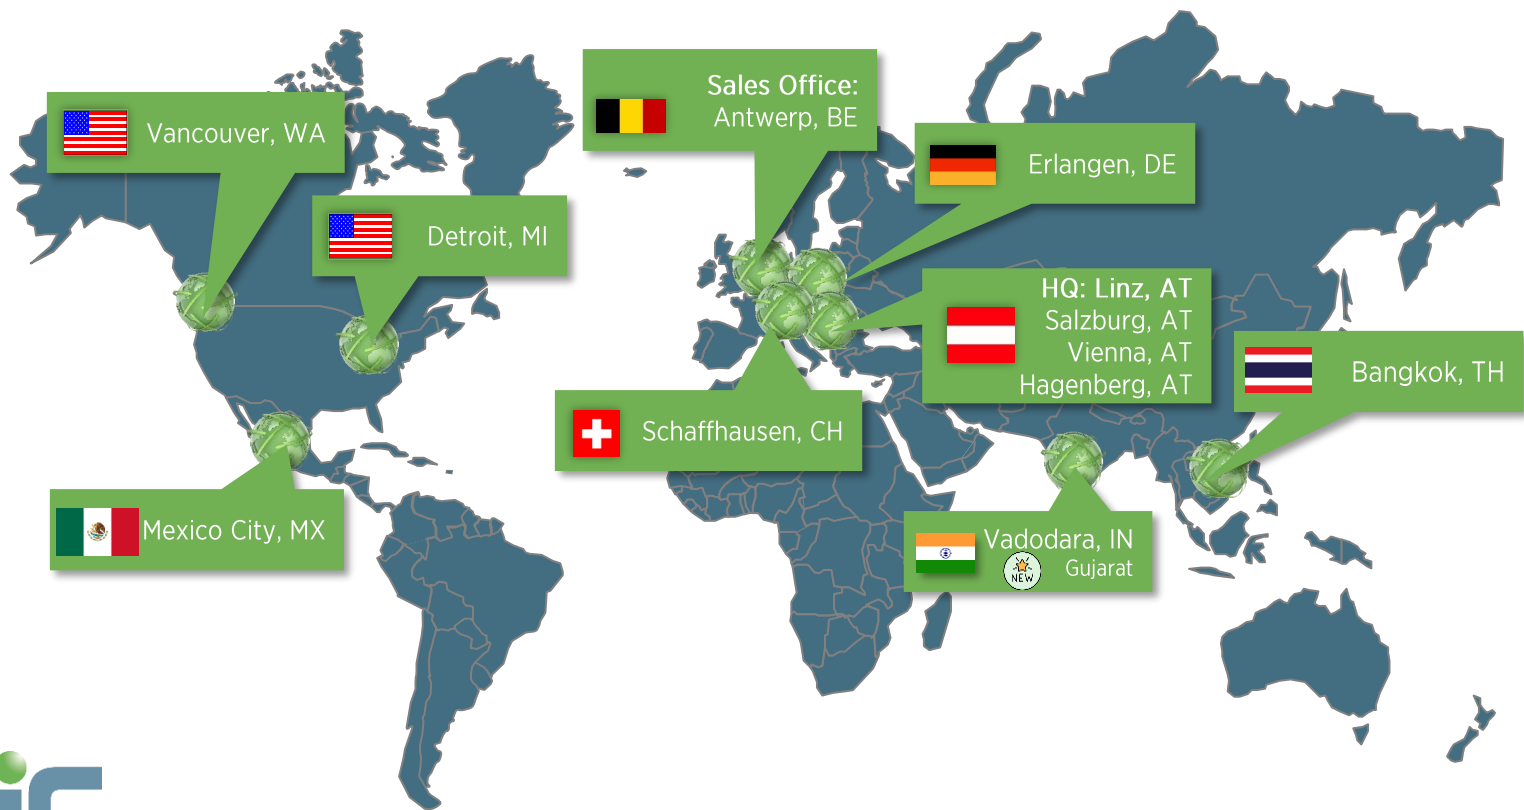 Sales Office:
Antwerp, BE
Vancouver, WA
Erlangen, DE
Detroit, MI
HQ: Linz, AT
Salzburg, AT
Vienna, AT
Hagenberg, AT
Bangkok, TH
Schaffhausen, CH
Mexico City, MX
Vadodara, IN
Gujarat
NEW